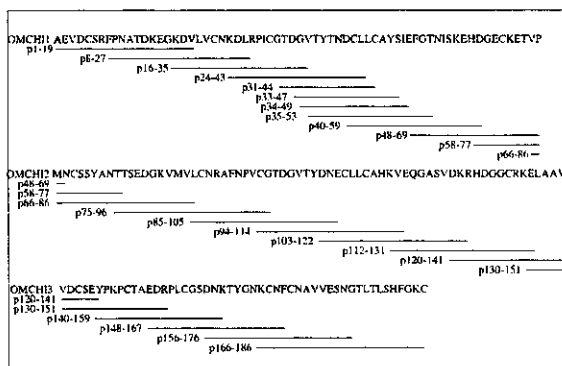 OMCHI1 AEVDCSRFPNATDKEGKDVLVCNKDLRPICGTDGVTYTNDCLLCAYSIEFGTNISKEHDGECKETVP
p1-19
p8-27
p16-35
p24-43
p31-44
p33-47
p34-49
p35-53
p40-59
p48-69
p58-77
p66-86
OMCHI2 MNCSSYANTTSEDGKVMVLCNRAFNPVCGTDGVTYDNECLLCAHKVEQGASVDKRHDGGCRKELAAV
p48-69
p58-77
p66-86
p75-96
p85-105
p94-114
p103-122
p112-131
p120-141
p130-151
OMCHI3 VDCSEYPKPCTAEDRPLCGSDNKTYGNKCNFCNAVVESNGTLTLSHFGKC
p120-141
p130-151
p140-159
p148-167
p156-176
p166-186